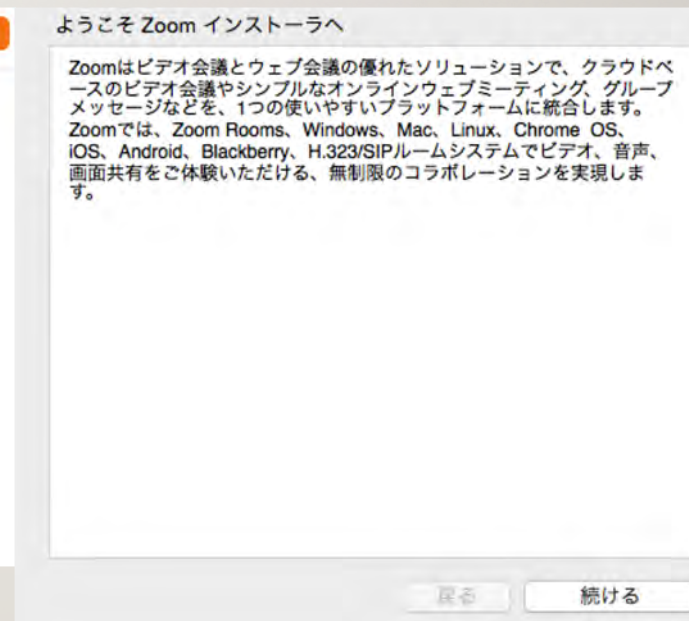 ようこそ Zoom インストーラへ
Zoomはビデオ会議とウェブ会議の優れたソリューションで、クラウドベ
ースのビデオ会議やシンプルなオンラインウェブミーティング、グループ
メッセージなどを、1つの使いやすいプラットフォームに統合します。
Zoomでは、Zoom Rooms、Windows、Mac、Linux、Chrome OS、
iOS、Android、Blackberry、H.323/SIPルームシステムでビデオ、音声、
画面共有をご体験いただける、無制限のコラボレーションを実現しま
す。
戻る
続ける